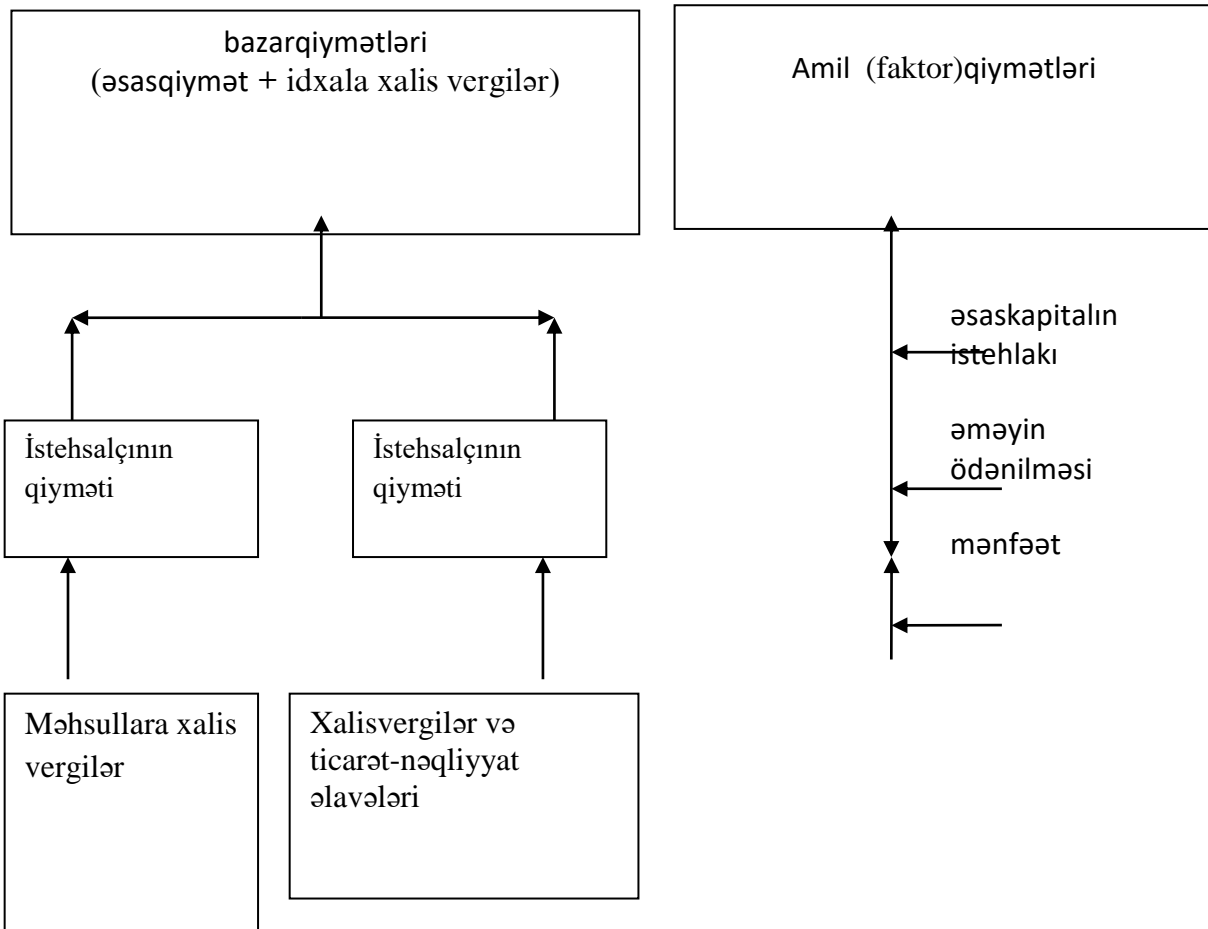 bazarqiymətləri
(əsasqiymət + idxala xalis vergilər)
Amil (faktor)qiymətləri
əsaskapitalın
istehlakı
İstehsalçının
qiyməti
İstehsalçının
qiyməti
əməyin
ödənilməsi
mənfəət
Məhsullara xalis
vergilər
Xalisvergilər və
ticarət-nəqliyyat
əlavələri